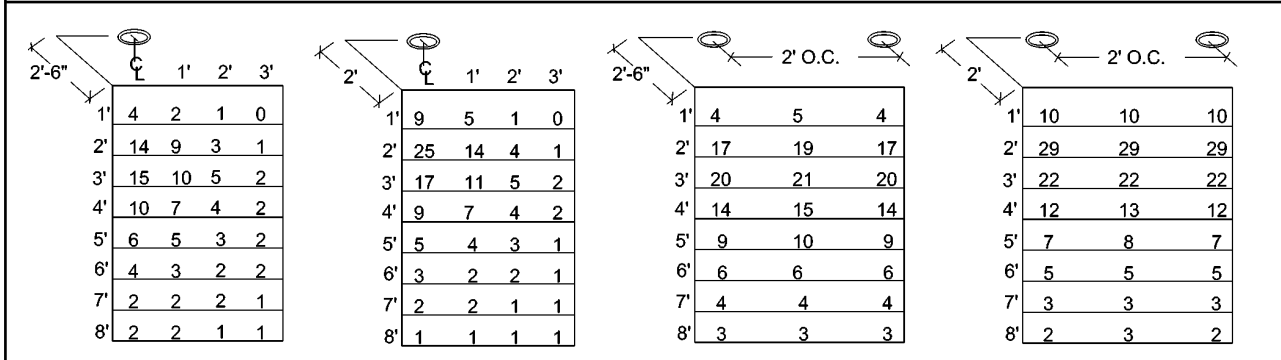 2'-6" CL 1' 2' 3'
1' 4 2 1 0
2' 14 9 3 1
3' 15 10 5 2
4' 10 7 4 2
5' 6 5 3 2
6' 4 3 2 2
7' 2 2 2 1
8' 2 2 1 1
2' CL 1' 2' 3'
1' 9 5 1 0
2' 25 14 4 1
3' 17 11 5 2
4' 9 7 4 2
5' 5 4 3 1
6' 3 2 2 1
7' 2 2 1 1
8' 1 1 1 1
2' O.C.
2'-6"
1' 4 5 4
2' 17 19 17
3' 20 21 20
4' 14 15 14
5' 9 10 9
6' 6 6 6
7' 4 4 4
8' 3 3 3
2' O.C.
2'
1' 10 10 10
2' 29 29 29
3' 22 22 22
4' 12 13 12
5' 7 8 7
6' 5 5 5
7' 3 3 3
8' 2 3 2